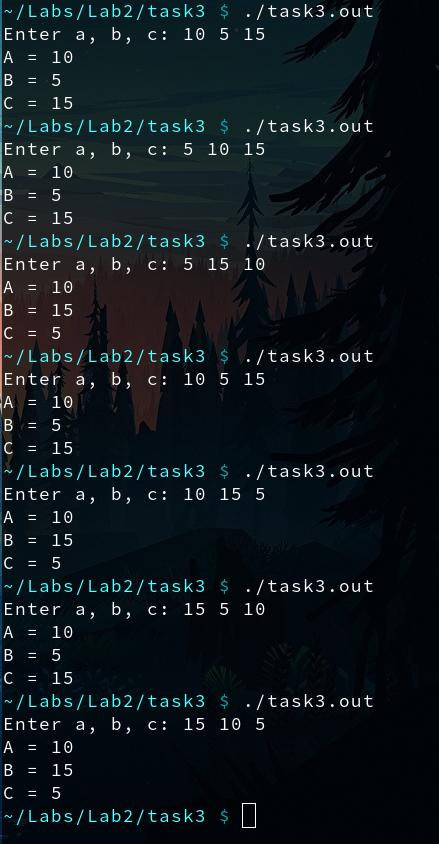 ~/Labs/Lab2/task3 $ ./task3.out
Enter a, b, c: 10 5 15
A = 10
B = 5
C = 15
~/Labs/Lab2/task3 $ ./task3.out
Enter a, b, c: 5 10 15
A = 10
B = 5
C = 15
~/Labs/Lab2/task3 $ ./task3.out
Enter a, b, c: 5 15 10
A = 10
B = 15
C = 5
~/Labs/Lab2/task3 $ ./task3.out
Enter a, b, c: 10 5 15
A = 10
B = 5
C = 15
~/Labs/Lab2/task3 $ ./task3.out
Enter a, b, c: 10 15 5
A = 10
B = 15
C = 5
~/Labs/Lab2/task3 $ ./task3.out
Enter a, b, c: 15 5 10
A = 10
B = 5
C = 15
~/Labs/Lab2/task3 $ ./task3.out
Enter a, b, c: 15 10 5
A = 10
B = 15
C = 5
~/Labs/Lab2/task3 $